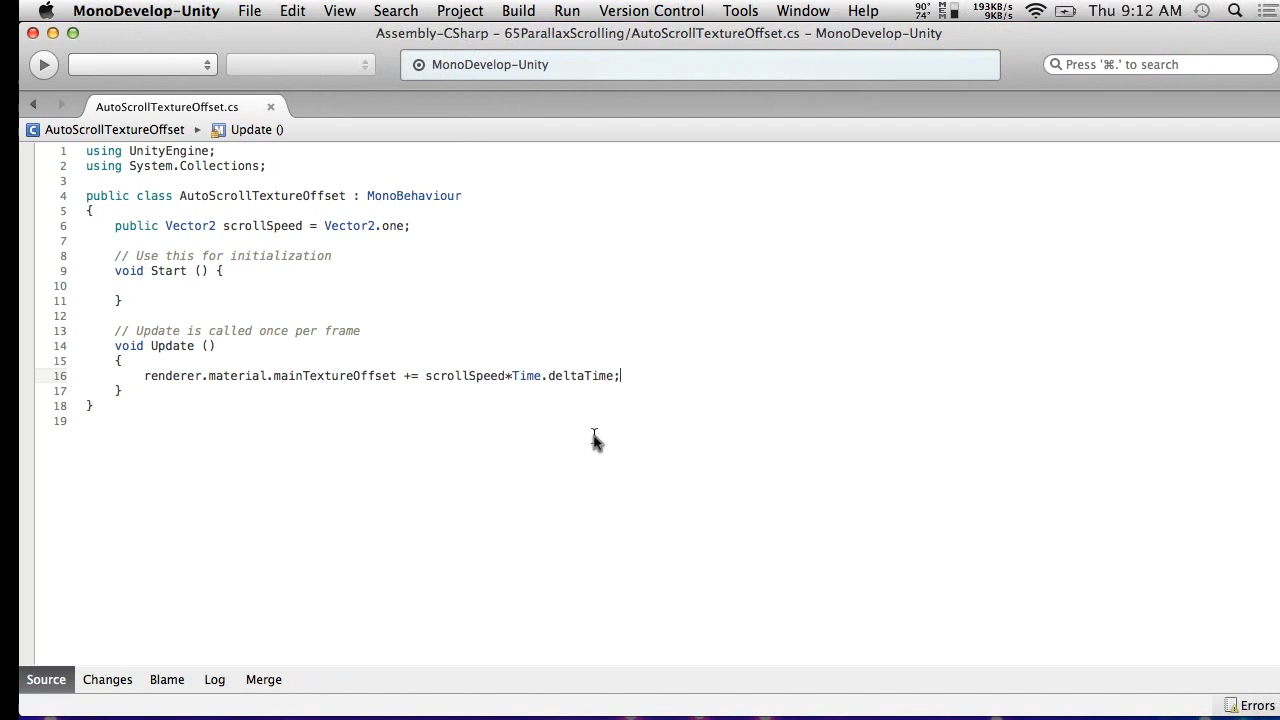 MonoDevelop-Unity File Edit View Search Project Build Run Version Control Tools Window Help 90° 74° 193KB/s 9KB/s Thu 9:12 AM
Assembly-CSharp – 65ParallaxScrolling/AutoScrollTextureOffset.cs – MonoDevelop-Unity
MonoDevelop-Unity
Press '⌘.' to search
AutoScrollTextureOffset.cs
AutoScrollTextureOffset ▸ Update ()
1 using UnityEngine;
2 using System.Collections;
3
4 public class AutoScrollTextureOffset : MonoBehaviour
5 {
6 public Vector2 scrollSpeed = Vector2.one;
7
8 // Use this for initialization
9 void Start () {
10
11 }
12
13 // Update is called once per frame
14 void Update ()
15 {
16 renderer.material.mainTextureOffset += scrollSpeed*Time.deltaTime;
17 }
18 }
19
Source Changes Blame Log Merge
Errors